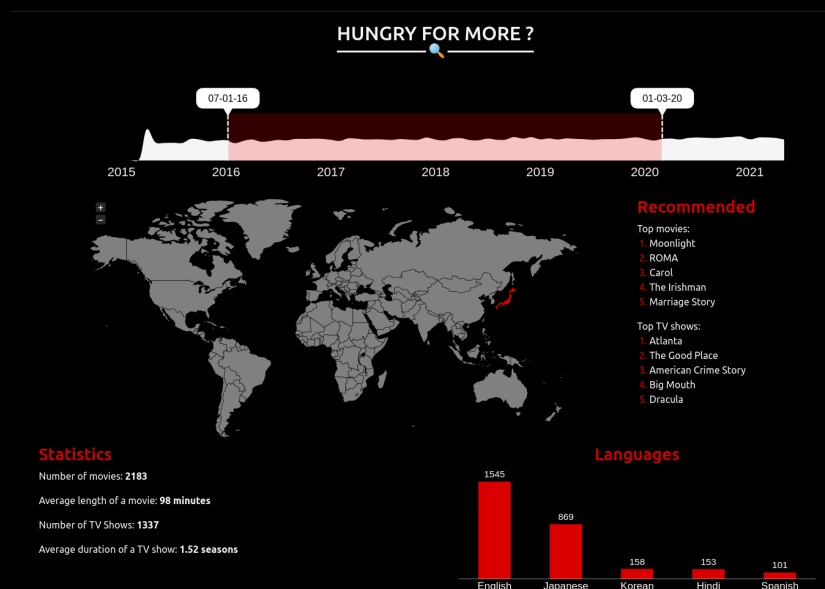 HUNGRY FOR MORE ?
07-01-16
01-03-20
2015 2016 2017 2018 2019 2020 2021
+
−
Recommended
Top movies:
1. Moonlight
2. ROMA
3. Carol
4. The Irishman
5. Marriage Story
Top TV shows:
1. Atlanta
2. The Good Place
3. American Crime Story
4. Big Mouth
5. Dracula
Statistics
Number of movies: 2183
Average length of a movie: 98 minutes
Number of TV Shows: 1337
Average duration of a TV show: 1.52 seasons
Languages
1545
869
158
153
101
English Japanese Korean Hindi Spanish